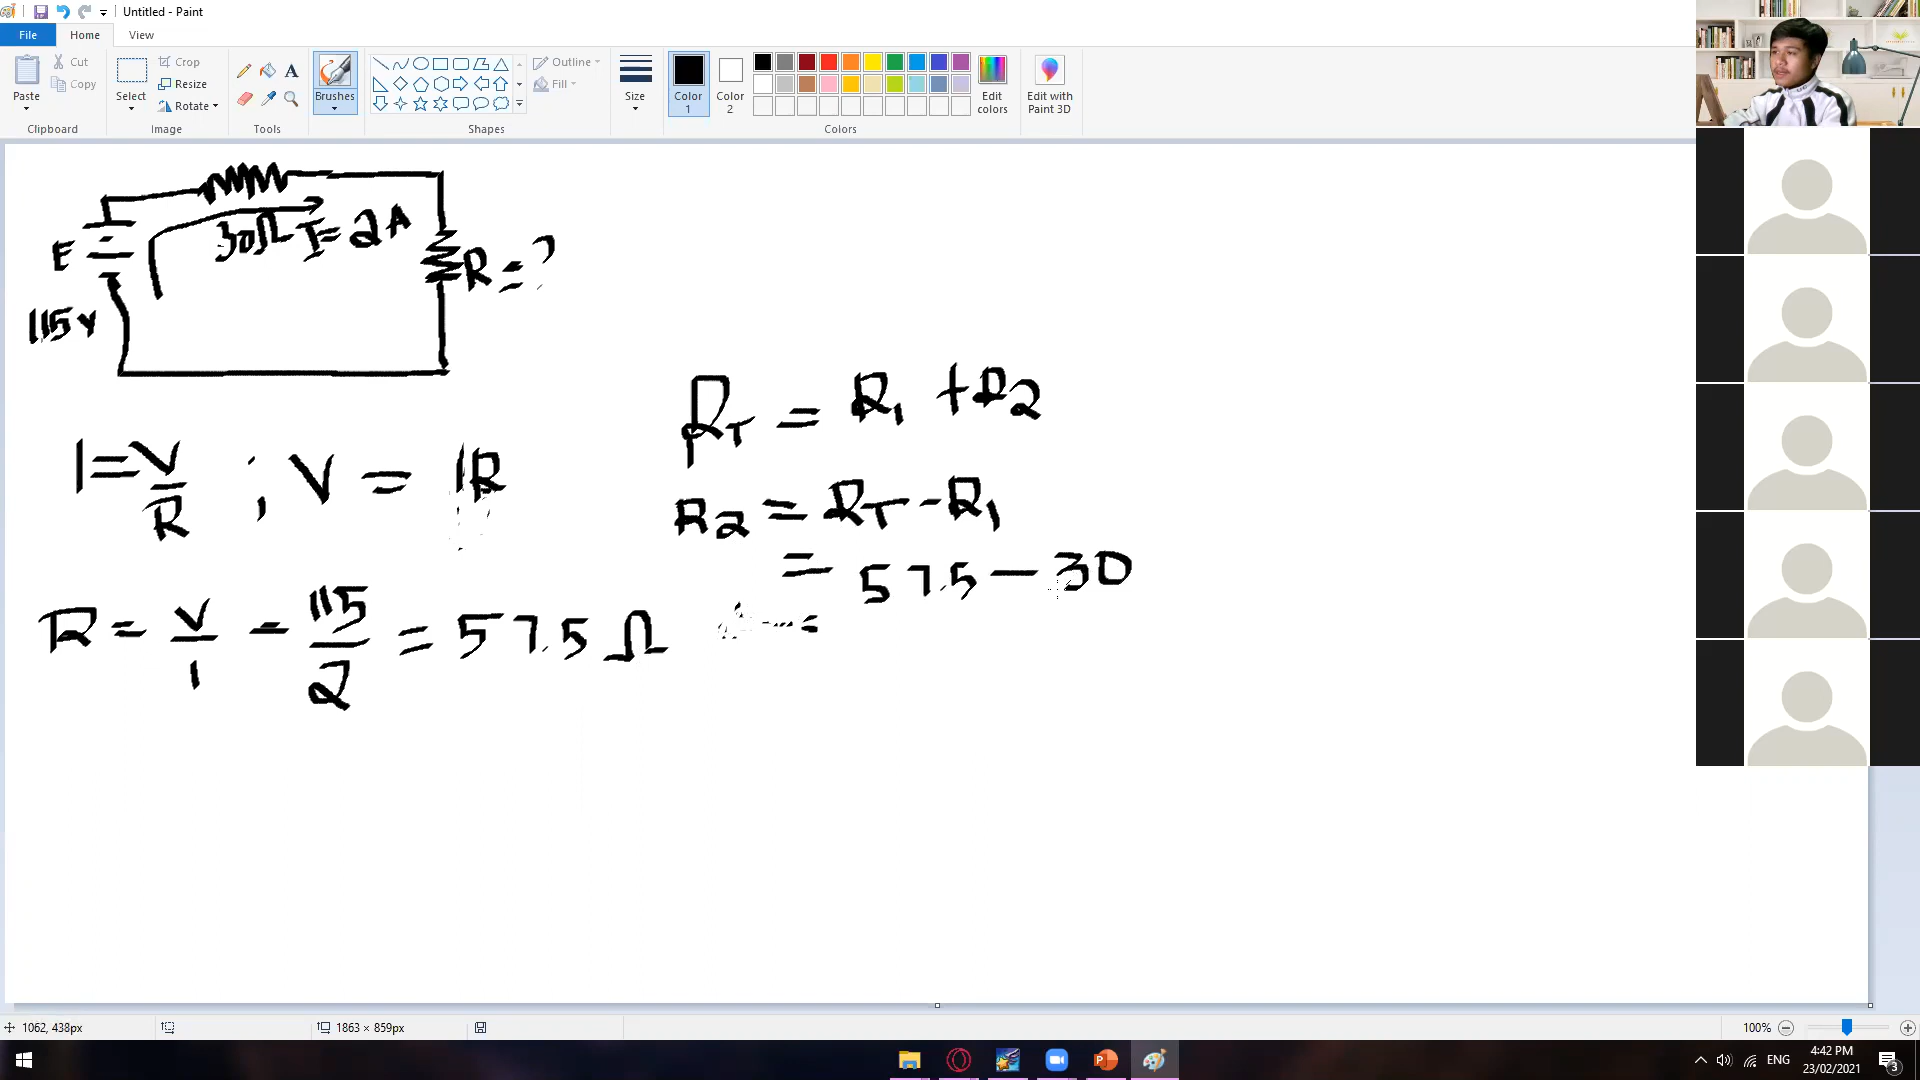 Untitled - Paint
File Home View
Paste Cut Copy Clipboard
Select Crop Resize Rotate Image
Tools
Brushes
Shapes
Outline Fill
Size
Color 1 Color 2 Edit colors Colors
Edit with Paint 3D
30Ω I = 2A
E
R = ?
115V
I = V/R ; V = IR
R = V/I = 115/2 = 57.5 Ω
RT = R1 + R2
R2 = RT - R1
= 57.5 - 30
=
1062, 438px
1863 × 859px
100%
ENG
4:42 PM
23/02/2021
3